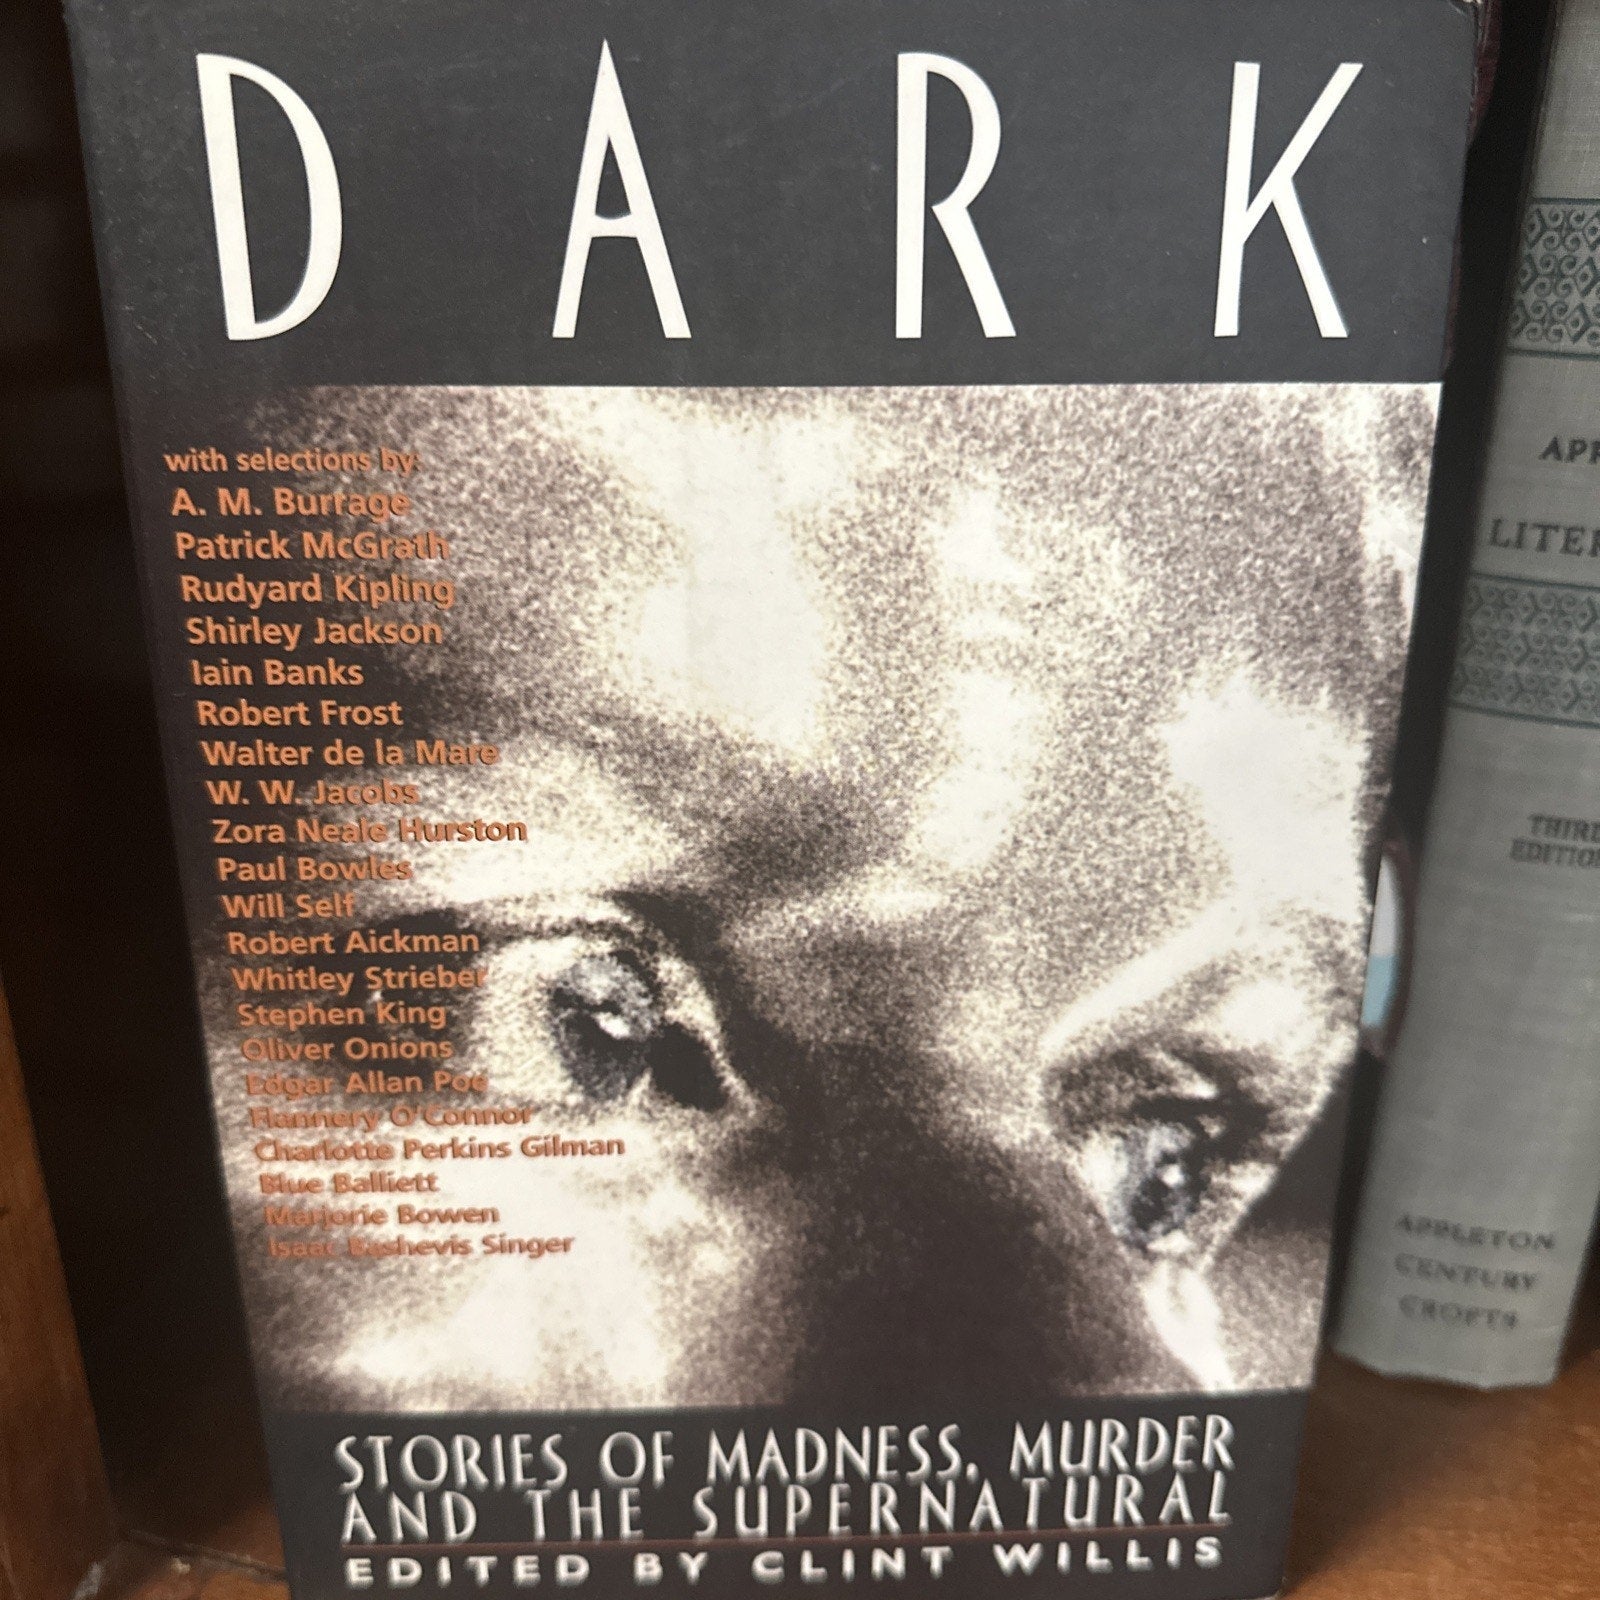 D A R K
with selections by:
A. M. Burrage
Patrick McGrath
Rudyard Kipling
Shirley Jackson
Iain Banks
Robert Frost
Walter de la Mare
W. W. Jacobs
Zora Neale Hurston
Paul Bowles
Will Self
Robert Aickman
Whitley Strieber
Stephen King
Oliver Onions
Edgar Allan Poe
Flannery O'Connor
Charlotte Perkins Gilman
Blue Balliett
Marjorie Bowen
Isaac Bashevis Singer
STORIES OF MADNESS, MURDER
AND THE SUPERNATURAL
EDITED BY CLINT WILLIS
THIRD
EDITION
APPLETON
CENTURY
CROFTS